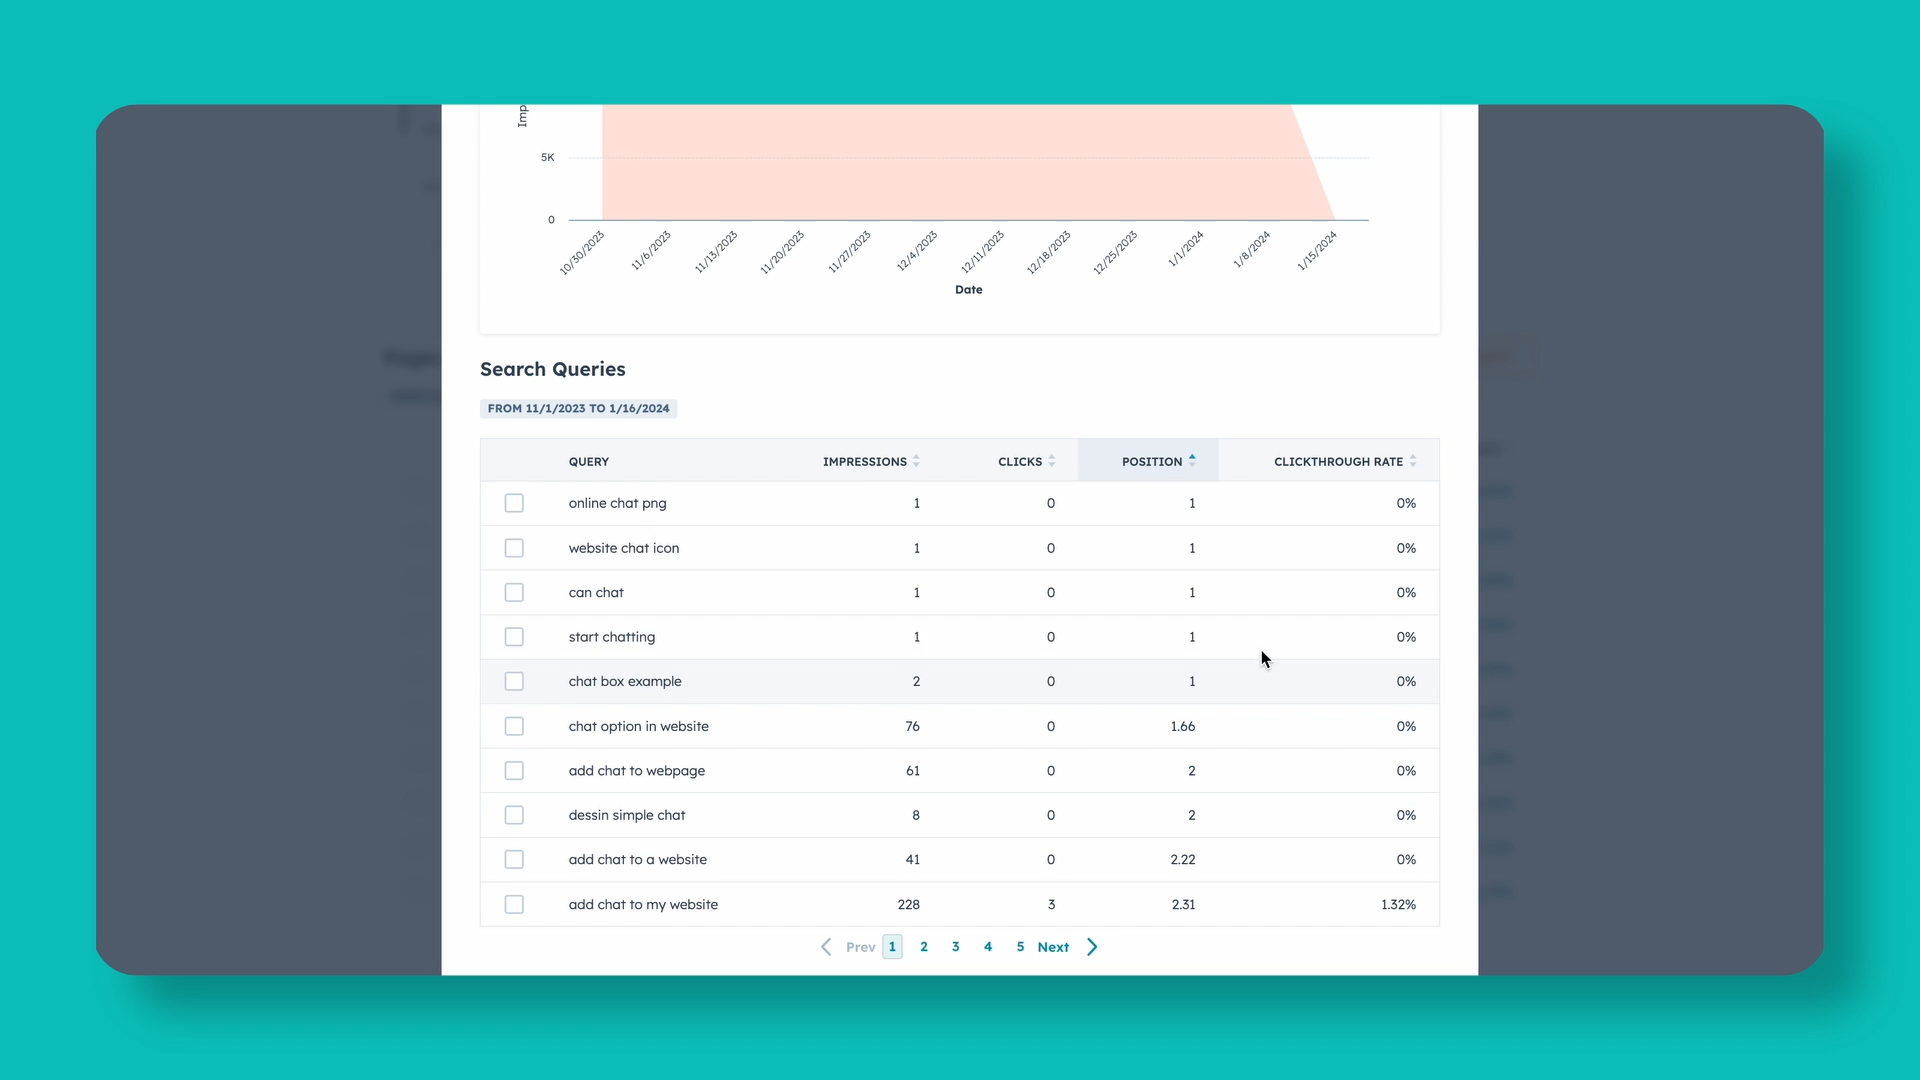 Imp
5K
0
10/30/2023 11/6/2023 11/13/2023 11/20/2023 11/27/2023 12/4/2023 12/11/2023 12/18/2023 12/25/2023 1/1/2024 1/8/2024 1/15/2024
Date
Search Queries
FROM 11/1/2023 TO 1/16/2024
QUERY IMPRESSIONS CLICKS POSITION CLICKTHROUGH RATE
online chat png 1 0 1 0%
website chat icon 1 0 1 0%
can chat 1 0 1 0%
start chatting 1 0 1 0%
chat box example 2 0 1 0%
chat option in website 76 0 1.66 0%
add chat to webpage 61 0 2 0%
dessin simple chat 8 0 2 0%
add chat to a website 41 0 2.22 0%
add chat to my website 228 3 2.31 1.32%
Prev 1 2 3 4 5 Next